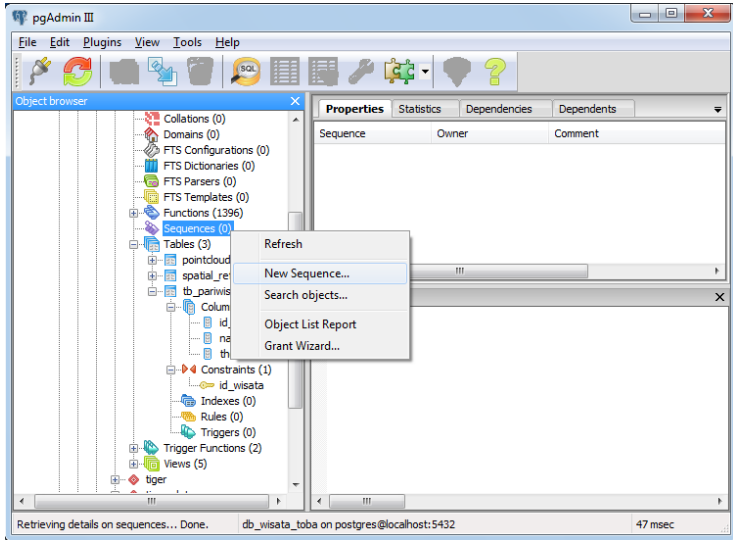 pgAdmin III
File Edit Plugins View Tools Help
SQL
Object browser
Collations (0)
Domains (0)
FTS Configurations (0)
FTS Dictionaries (0)
FTS Parsers (0)
FTS Templates (0)
Functions (1396)
Sequences (0)
Tables (3)
pointcloud
spatial_re
tb_pariwis
Colum
id_
na
th
Constraints (1)
id_wisata
Indexes (0)
Rules (0)
Triggers (0)
Trigger Functions (2)
Views (5)
tiger
Refresh
New Sequence...
Search objects...
Object List Report
Grant Wizard...
Properties Statistics Dependencies Dependents
Sequence Owner Comment
Retrieving details on sequences... Done. db_wisata_toba on postgres@localhost:5432 47 msec